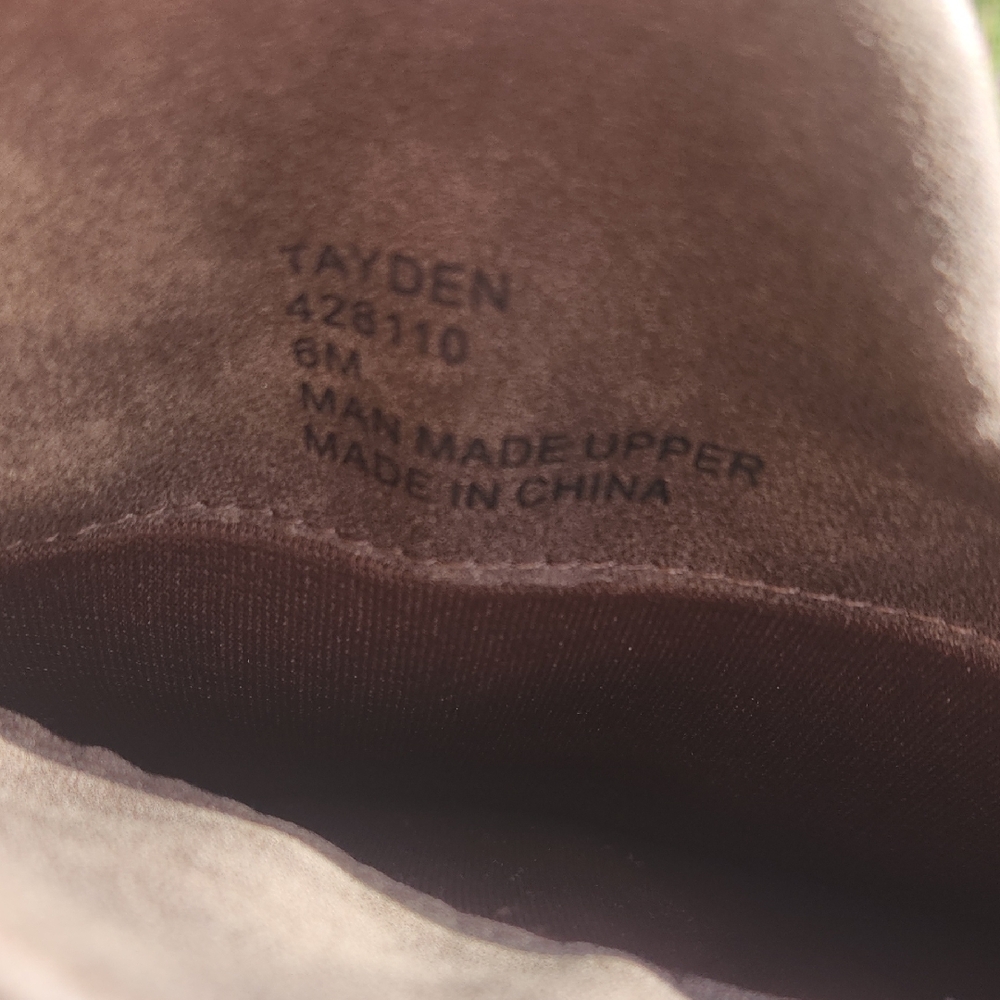 TAYDEN
428110
6M
MAN MADE UPPER
MADE IN CHINA